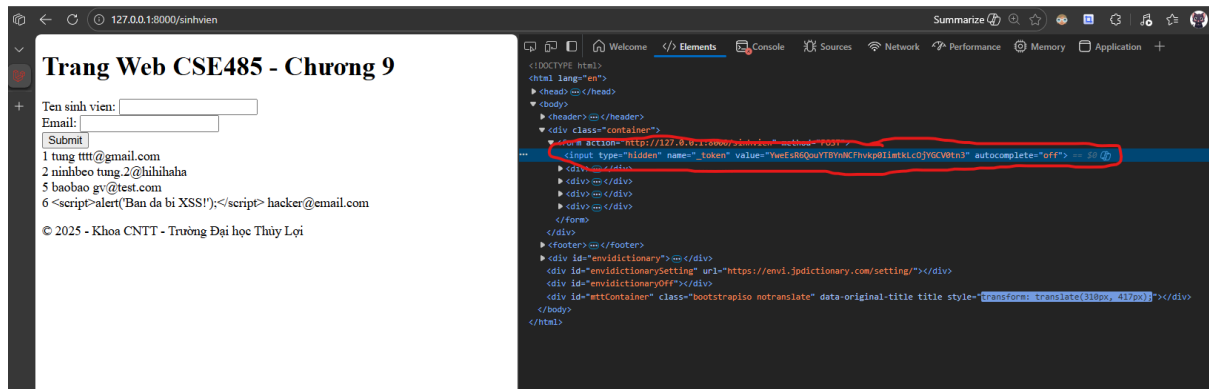 127.0.0.1:8000/sinhvien
Summarize
Trang Web CSE485 - Chương 9
Ten sinh vien:
Email:
Submit
1 tung tttt@gmail.com
2 ninhbeo tung.2@hihihaha
5 baobao gv@test.com
6 <script>alert('Ban da bi XSS!');</script> hacker@email.com
© 2025 - Khoa CNTT - Trường Đại học Thủy Lợi
Welcome Elements Console Sources Network Performance Memory Application
<!DOCTYPE html>
<html lang="en">
<head> </head>
<body>
<header> </header>
<div class="container">
<form action="http://127.0.0.1:8000/sinhvien" method="POST">
<input type="hidden" name="_token" value="YweEsR6QouYTBYnNCFhvkp0IimtkLcOjYGCV0tn3" autocomplete="off"> == $0
<div> </div>
<div> </div>
<div> </div>
<div> </div>
</form>
</div>
<footer> </footer>
<div id="envidictionary"> </div>
<div id="envidictionarySetting" url="https://envi.jpdictionary.com/setting/"></div>
<div id="envidictionaryOff"></div>
<div id="mttContainer" class="bootstrapiso notranslate" data-original-title title style="transform: translate(310px, 417px);"></div>
</body>
</html>